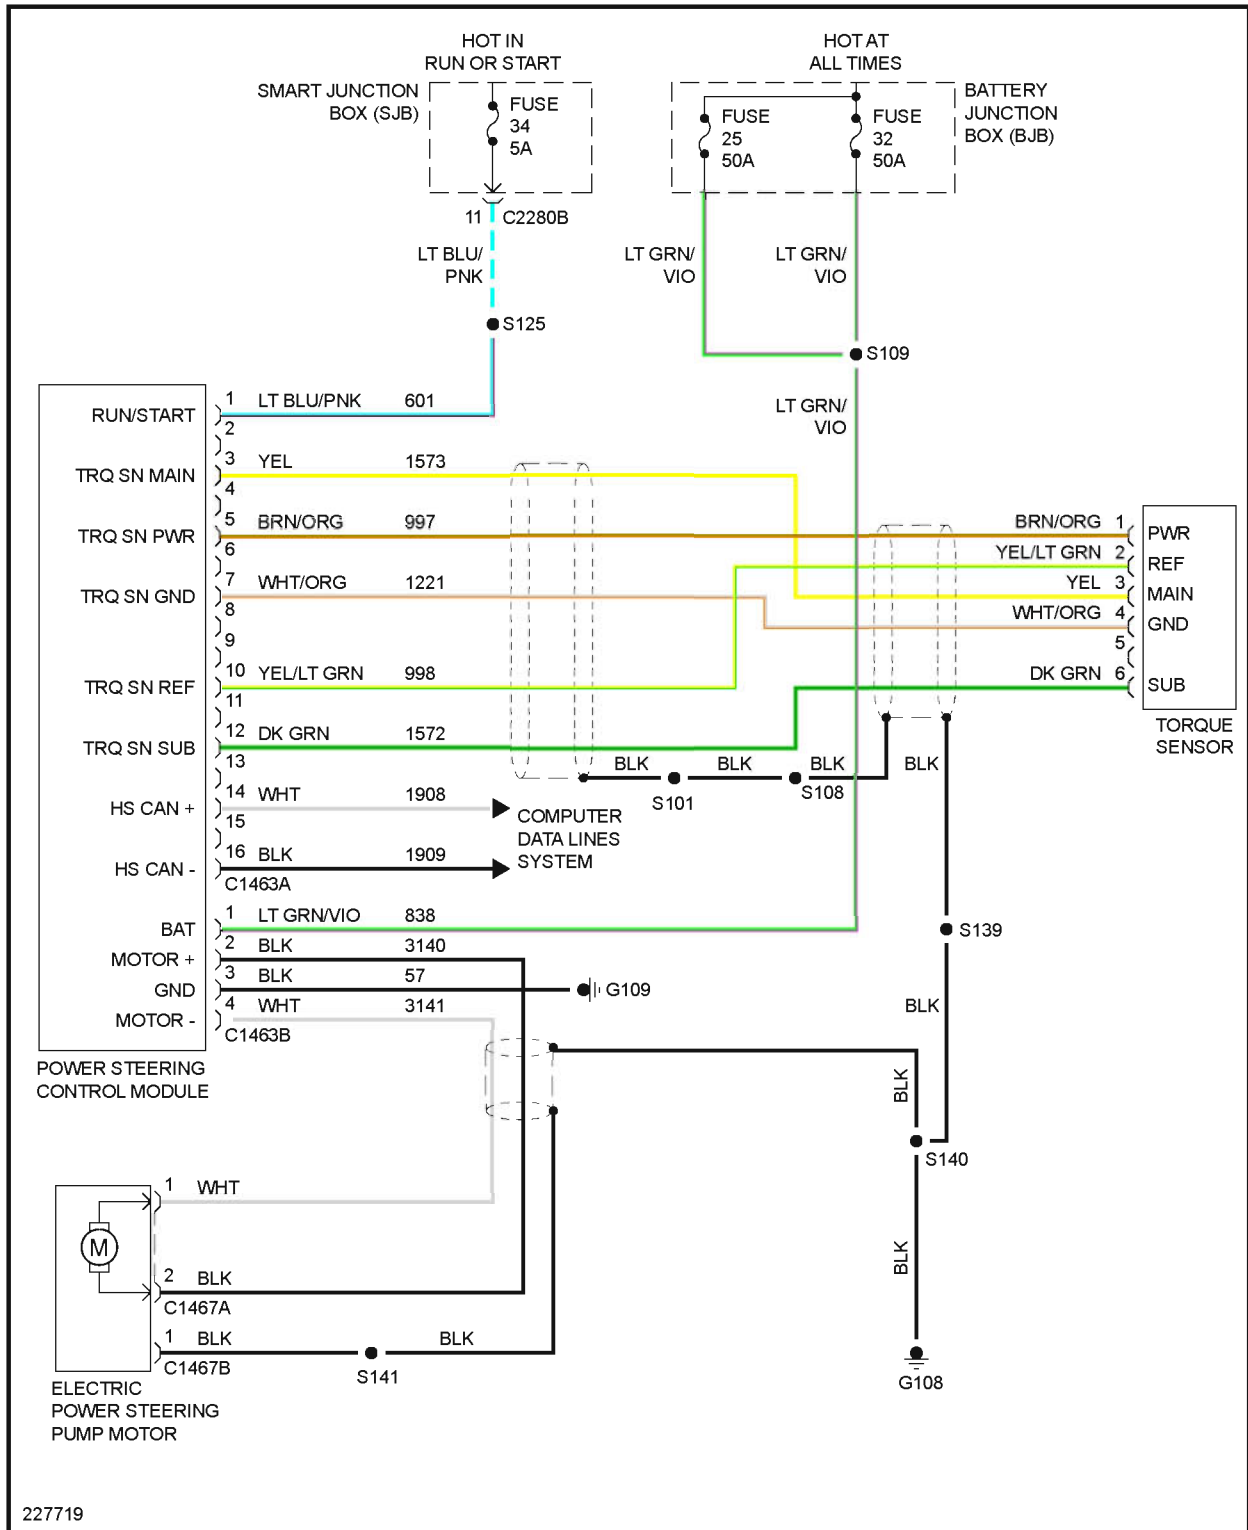 HOT IN
RUN OR START
HOT AT
ALL TIMES
SMART JUNCTION
BOX (SJB)
FUSE
34
5A
FUSE
25
50A
FUSE
32
50A
BATTERY
JUNCTION
BOX (BJB)
11 C2280B
LT BLU/
PNK
LT GRN/
VIO
LT GRN/
VIO
S125
S109
LT GRN/
VIO
RUN/START 1 LT BLU/PNK 601
2
TRQ SN MAIN 3 YEL 1573
4
TRQ SN PWR 5 BRN/ORG 997
6
TRQ SN GND 7 WHT/ORG 1221
8
9
TRQ SN REF 10 YEL/LT GRN 998
11
TRQ SN SUB 12 DK GRN 1572
13
HS CAN + 14 WHT 1908
15
HS CAN - 16 BLK 1909
C1463A
BAT 1 LT GRN/VIO 838
MOTOR + 2 BLK 3140
GND 3 BLK 57
MOTOR - 4 WHT 3141
C1463B
POWER STEERING
CONTROL MODULE
BRN/ORG 1 PWR
YEL/LT GRN 2 REF
YEL 3 MAIN
WHT/ORG 4 GND
5
DK GRN 6 SUB
TORQUE
SENSOR
BLK BLK BLK BLK
S101 S108
COMPUTER
DATA LINES
SYSTEM
S139
G109
BLK
BLK
S140
BLK
G108
1 WHT
M
2 BLK
C1467A
1 BLK BLK
C1467B
S141
ELECTRIC
POWER STEERING
PUMP MOTOR
227719